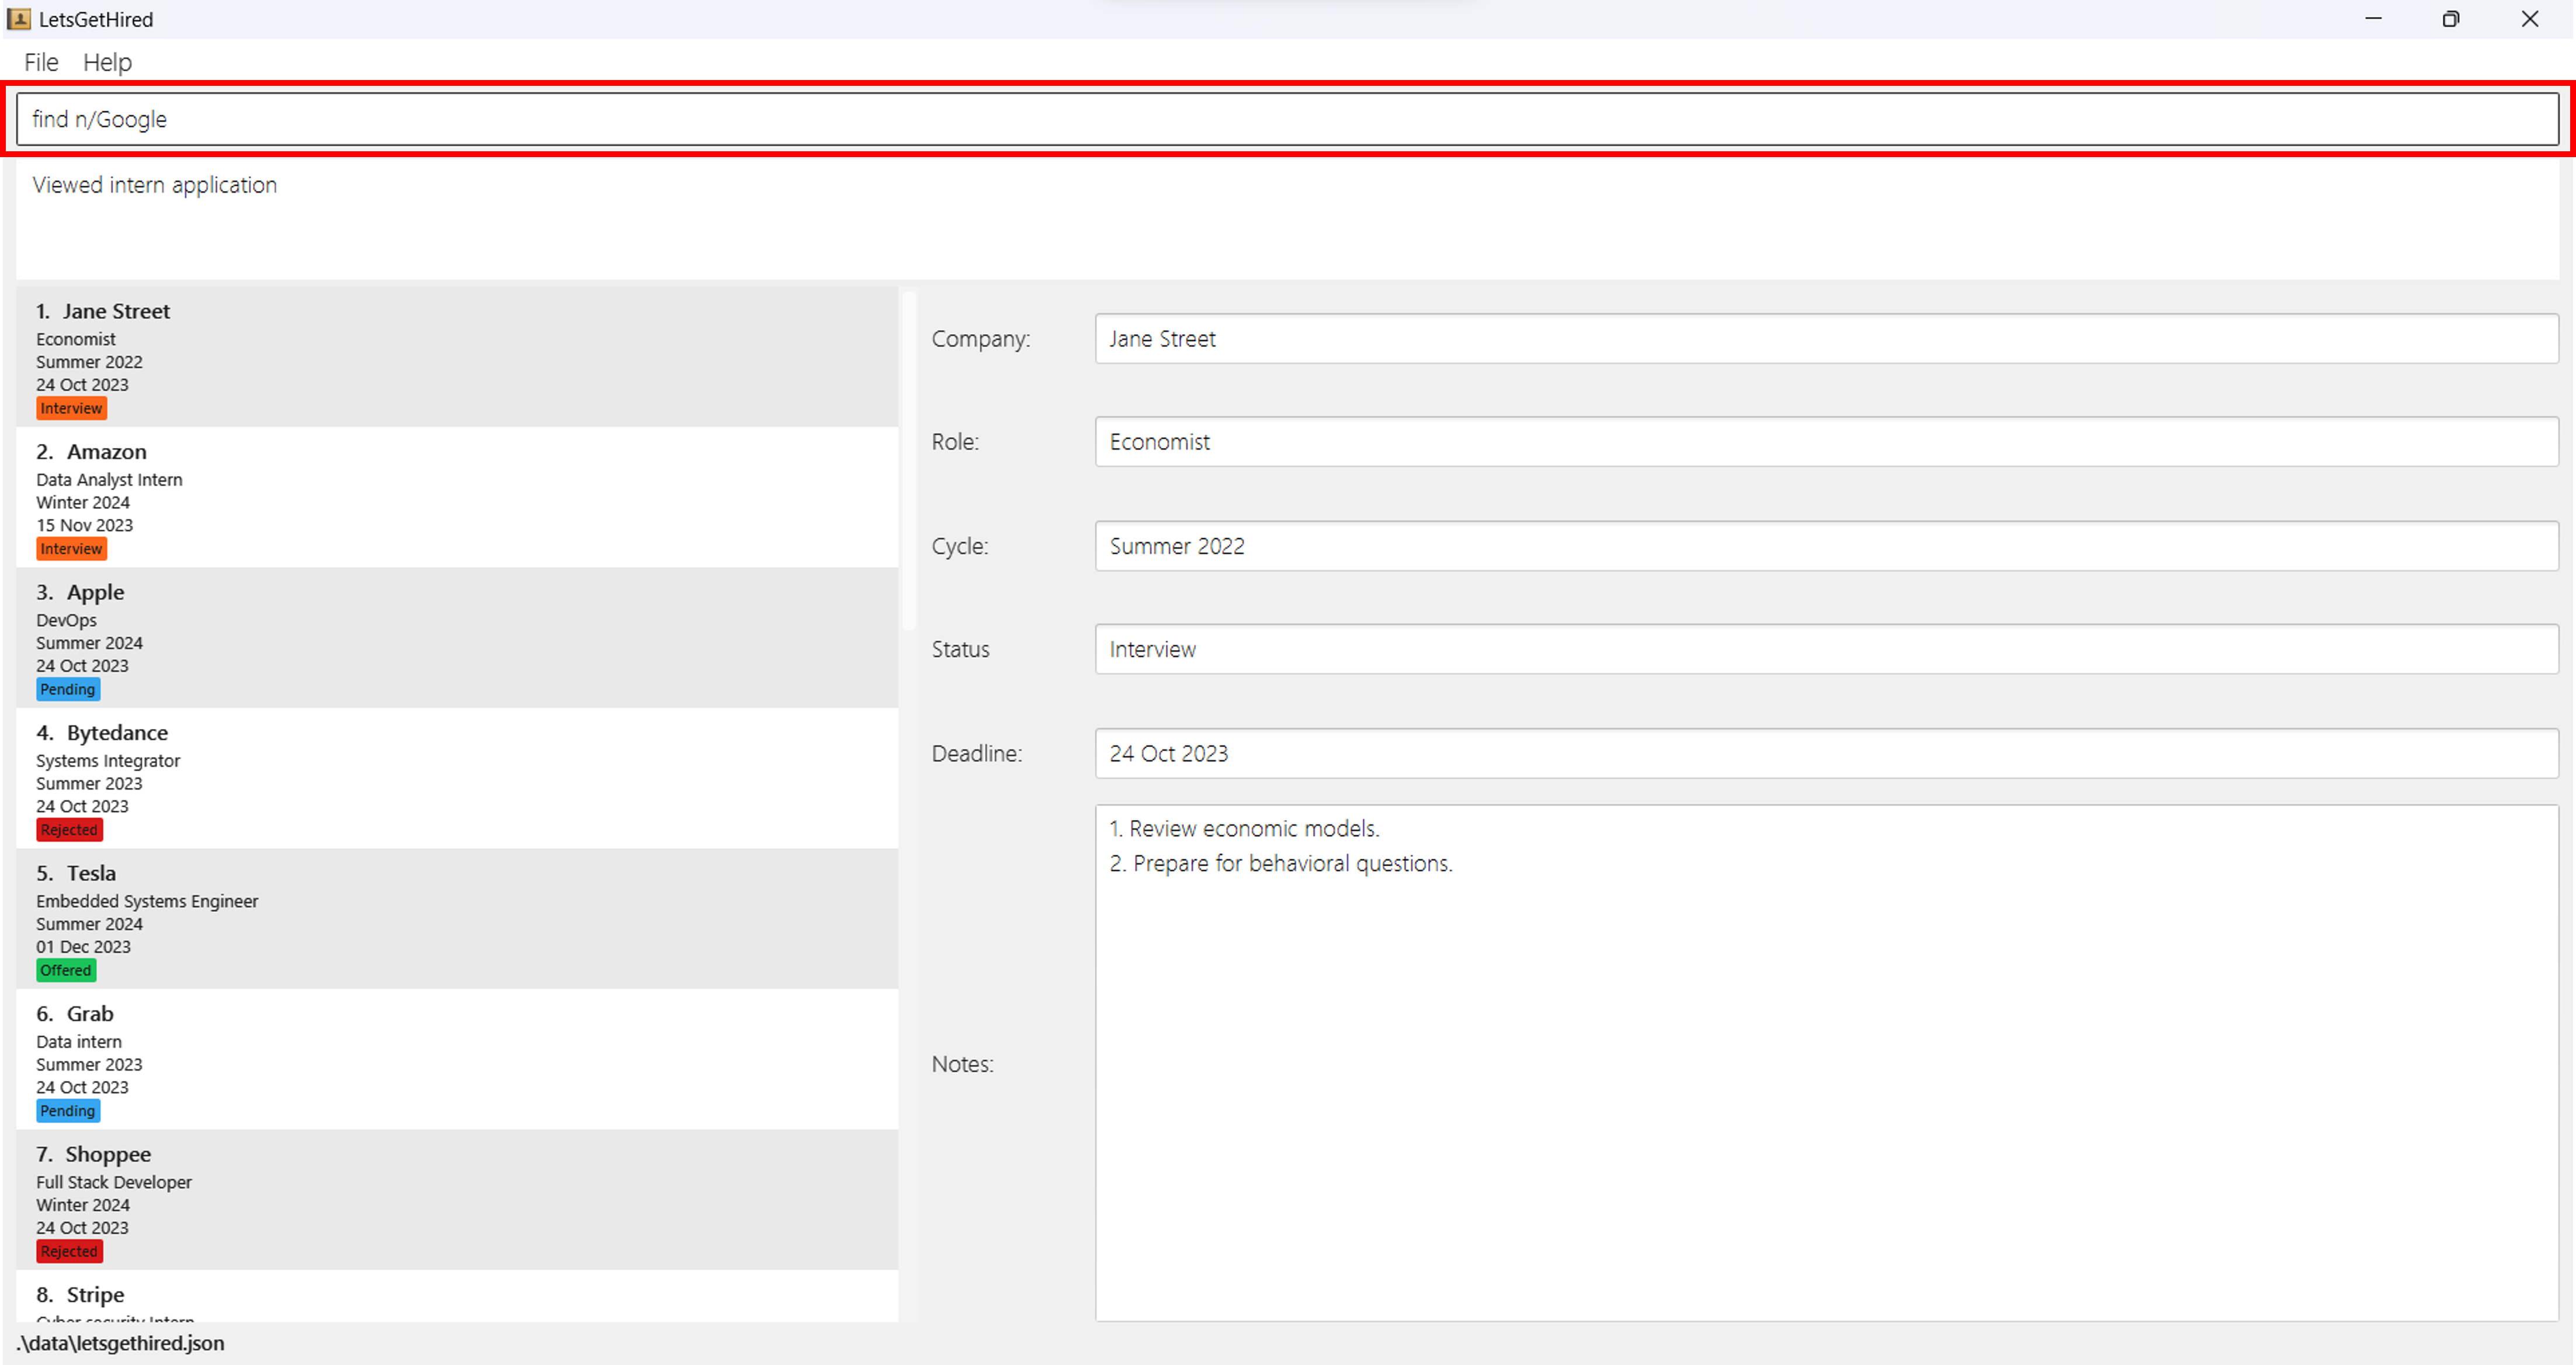 LetsGetHired
File Help
find n/Google
Viewed intern application
1. Jane Street
Economist
Summer 2022
24 Oct 2023
Interview
2. Amazon
Data Analyst Intern
Winter 2024
15 Nov 2023
Interview
3. Apple
DevOps
Summer 2024
24 Oct 2023
Pending
4. Bytedance
Systems Integrator
Summer 2023
24 Oct 2023
Rejected
5. Tesla
Embedded Systems Engineer
Summer 2024
01 Dec 2023
Offered
6. Grab
Data intern
Summer 2023
24 Oct 2023
Pending
7. Shoppee
Full Stack Developer
Winter 2024
24 Oct 2023
Rejected
8. Stripe
Cyber security Intern
Company: Jane Street
Role: Economist
Cycle: Summer 2022
Status Interview
Deadline: 24 Oct 2023
Notes:
1. Review economic models.
2. Prepare for behavioral questions.
.\data\letsgethired.json